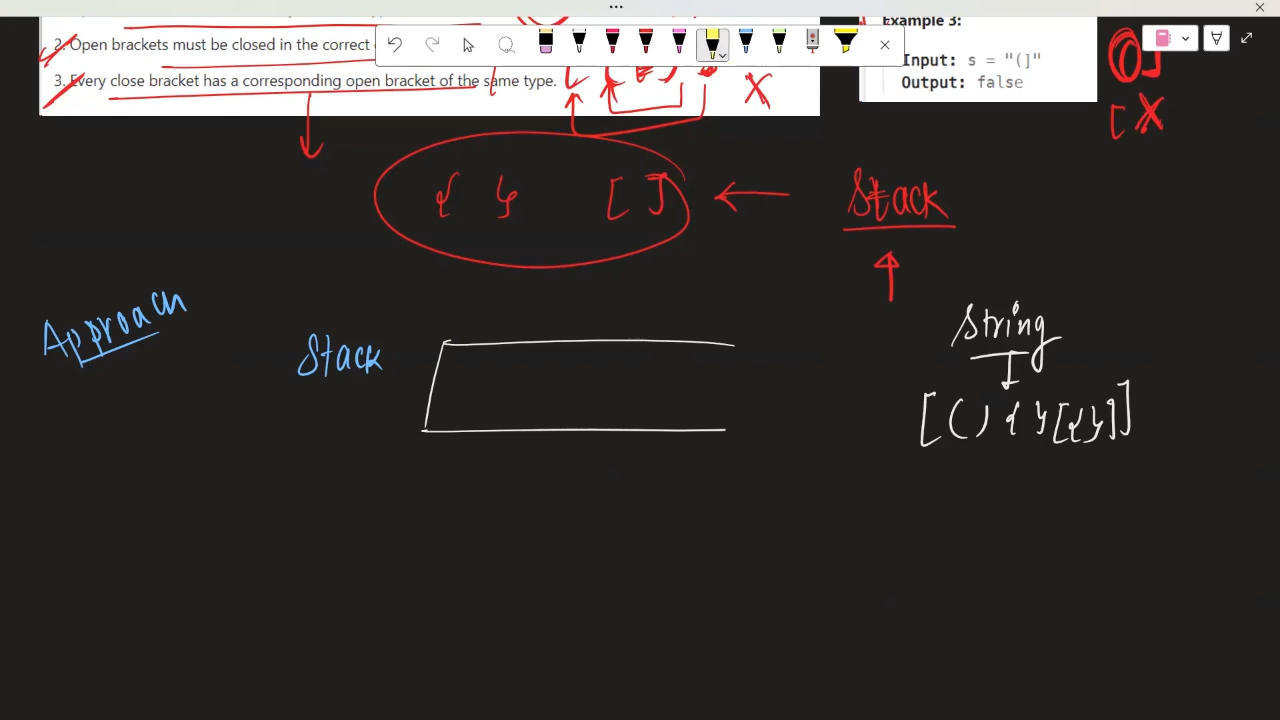 2. Open brackets must be closed in the correct
3. Every close bracket has a corresponding open bracket of the same type.
Example 3:
Input: s = "(]"
Output: false
[ X
X
{ } [ ] ← Stack
Approach
Stack
String
[ ( ) { } [ { } ] ]